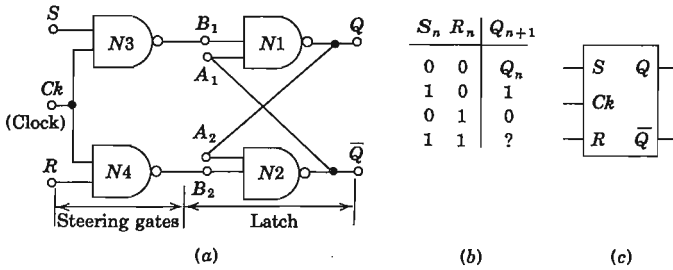 S
N3
B₁
N1
Q
A₁
Ck
(Clock)
A₂
R
N4
B₂
N2
Q̅
Steering gates
Latch
(a)
Sₙ Rₙ Qₙ₊₁
0 0 Qₙ
1 0 1
0 1 0
1 1 ?
(b)
S Q
Ck
R Q̅
(c)